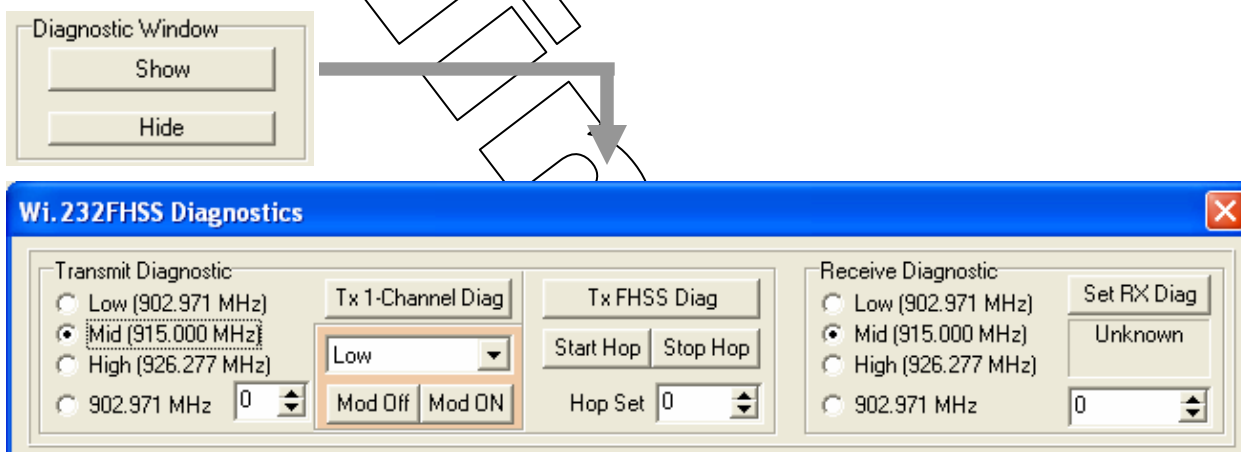 Diagnostic Window
Show
Hide
Wi.232FHSS Diagnostics
Transmit Diagnostic
Low (902.971 MHz)
Mid (915.000 MHz)
High (926.277 MHz)
902.971 MHz 0
Tx 1-Channel Diag
Low
Mod Off Mod ON
Tx FHSS Diag
Start Hop Stop Hop
Hop Set 0
Receive Diagnostic
Low (902.971 MHz)
Mid (915.000 MHz)
High (926.277 MHz)
902.971 MHz
Set RX Diag
Unknown
0